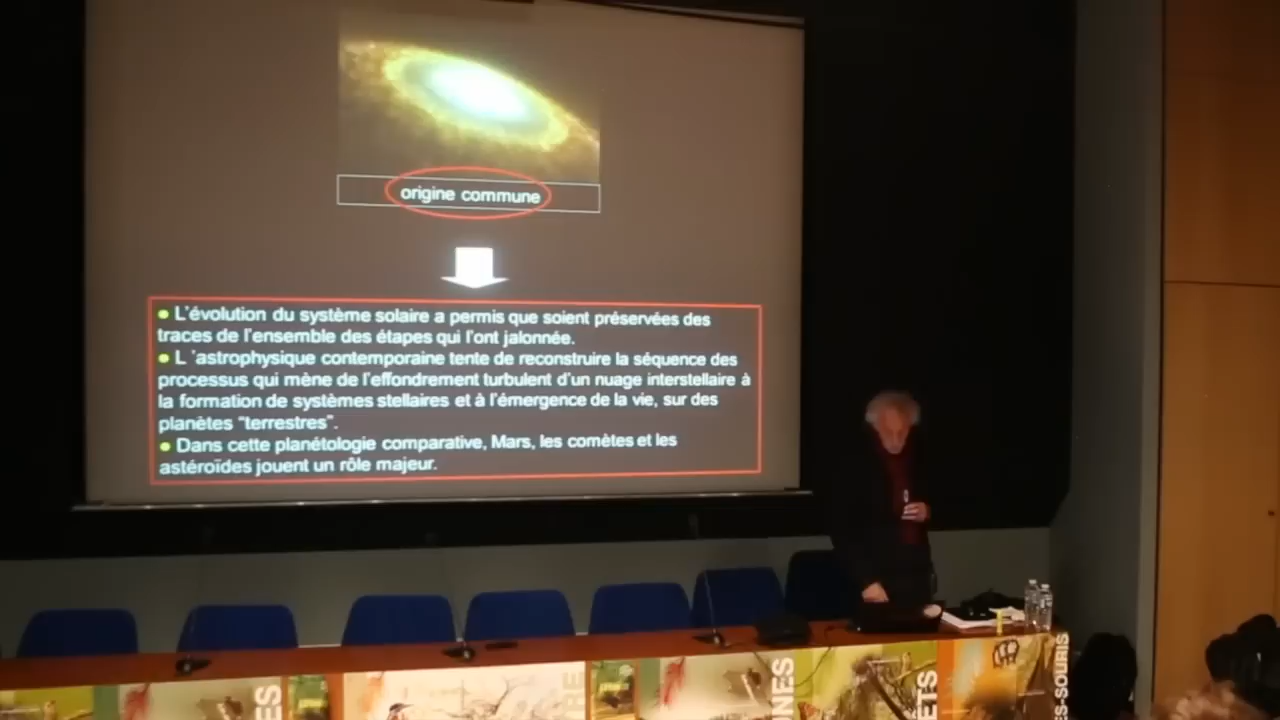 origine commune
● L'évolution du système solaire a permis que soient préservées des
traces de l'ensemble des étapes qui l'ont jalonnée.
● L 'astrophysique contemporaine tente de reconstruire la séquence des
processus qui mène de l'effondrement turbulent d'un nuage interstellaire à
la formation de systèmes stellaires et à l'émergence de la vie, sur des
planètes "terrestres".
● Dans cette planétologie comparative, Mars, les comètes et les
astéroïdes jouent un rôle majeur.